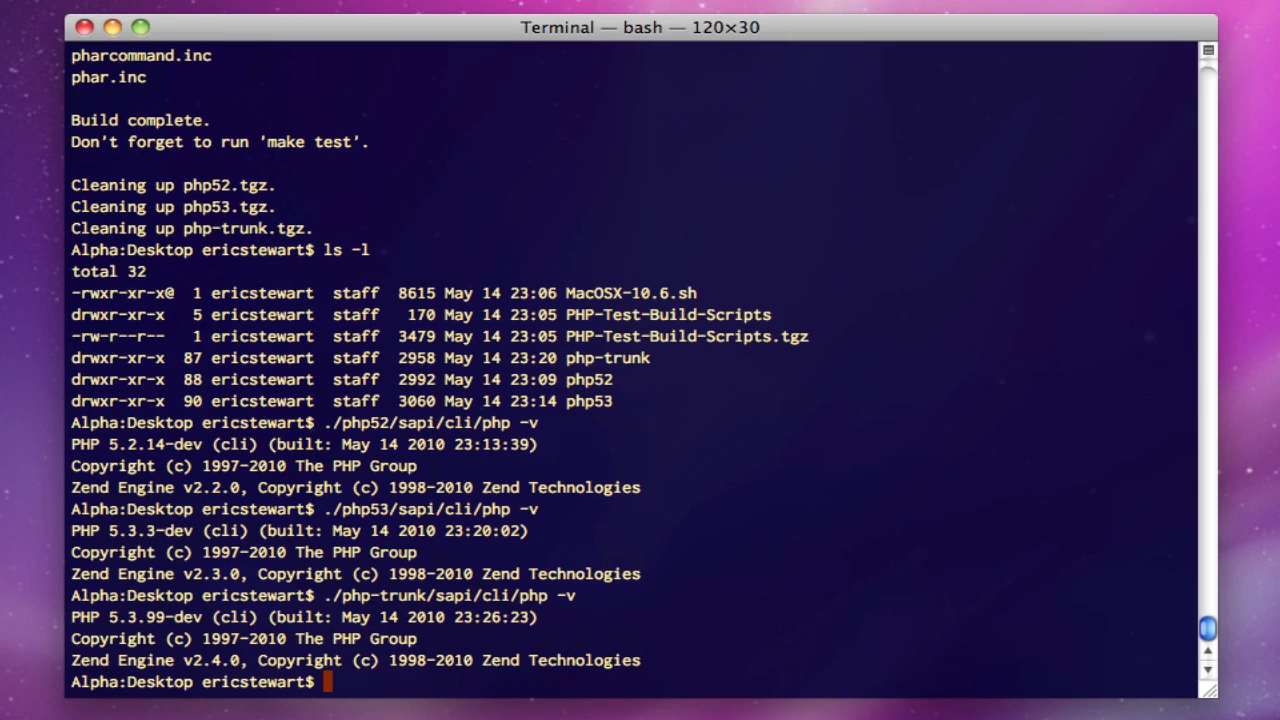 Terminal — bash — 120×30
pharcommand.inc
phar.inc
Build complete.
Don't forget to run 'make test'.
Cleaning up php52.tgz.
Cleaning up php53.tgz.
Cleaning up php-trunk.tgz.
Alpha:Desktop ericstewart$ ls -l
total 32
-rwxr-xr-x@  1 ericstewart  staff  8615 May 14 23:06 MacOSX-10.6.sh
drwxr-xr-x   5 ericstewart  staff   170 May 14 23:05 PHP-Test-Build-Scripts
-rw-r--r--   1 ericstewart  staff  3479 May 14 23:05 PHP-Test-Build-Scripts.tgz
drwxr-xr-x  87 ericstewart  staff  2958 May 14 23:20 php-trunk
drwxr-xr-x  88 ericstewart  staff  2992 May 14 23:09 php52
drwxr-xr-x  90 ericstewart  staff  3060 May 14 23:14 php53
Alpha:Desktop ericstewart$ ./php52/sapi/cli/php -v
PHP 5.2.14-dev (cli) (built: May 14 2010 23:13:39)
Copyright (c) 1997-2010 The PHP Group
Zend Engine v2.2.0, Copyright (c) 1998-2010 Zend Technologies
Alpha:Desktop ericstewart$ ./php53/sapi/cli/php -v
PHP 5.3.3-dev (cli) (built: May 14 2010 23:20:02)
Copyright (c) 1997-2010 The PHP Group
Zend Engine v2.3.0, Copyright (c) 1998-2010 Zend Technologies
Alpha:Desktop ericstewart$ ./php-trunk/sapi/cli/php -v
PHP 5.3.99-dev (cli) (built: May 14 2010 23:26:23)
Copyright (c) 1997-2010 The PHP Group
Zend Engine v2.4.0, Copyright (c) 1998-2010 Zend Technologies
Alpha:Desktop ericstewart$